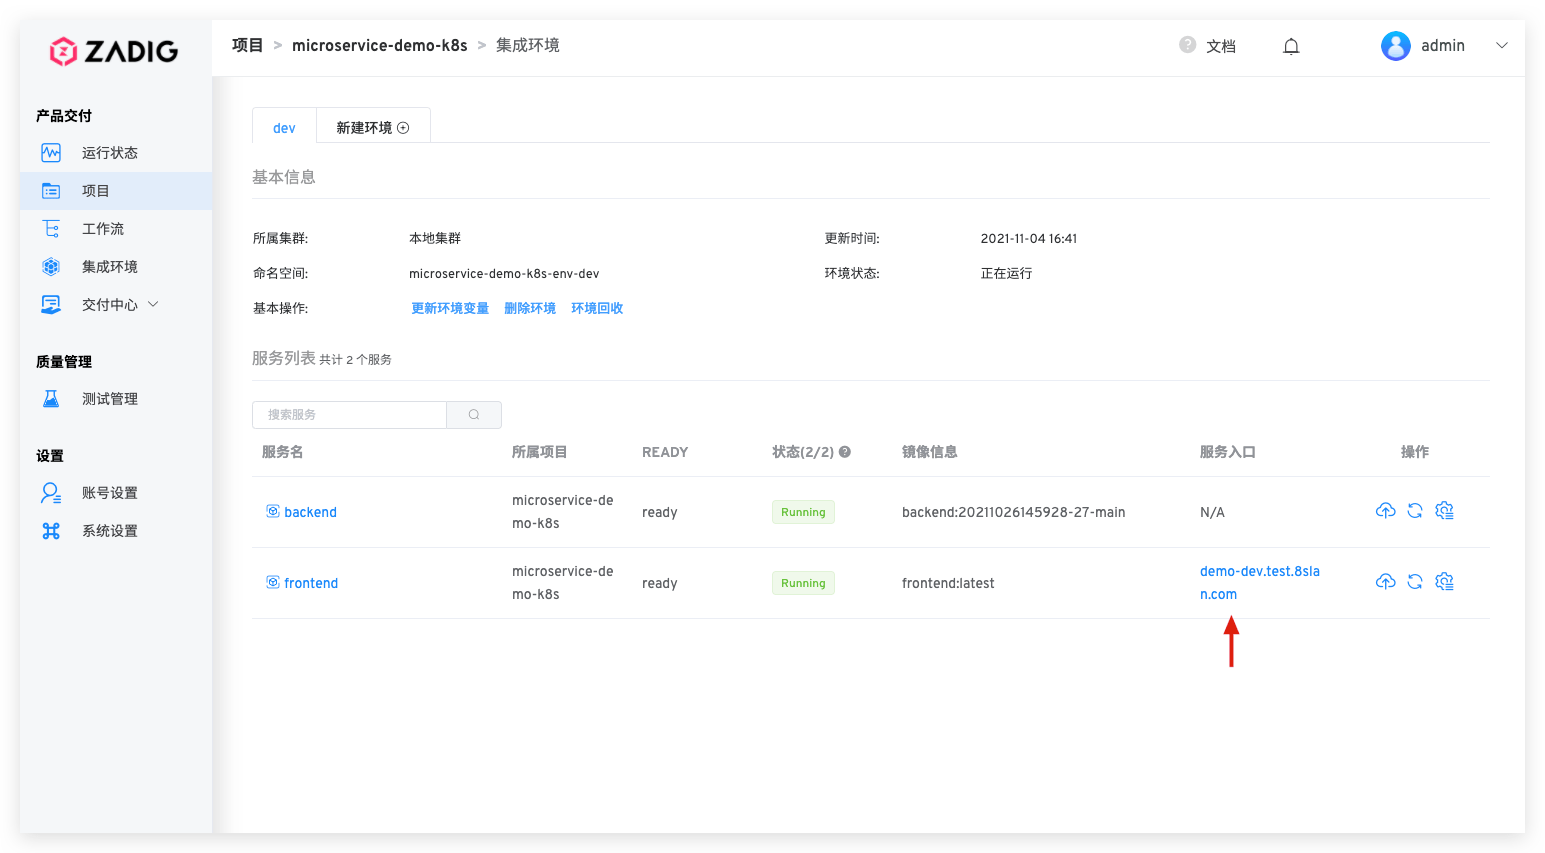 ZADIG
项目 > microservice-demo-k8s > 集成环境
? 文档
admin
产品交付
运行状态
项目
工作流
集成环境
交付中心
质量管理
测试管理
设置
账号设置
系统设置
dev
新建环境
基本信息
所属集群: 本地集群 更新时间: 2021-11-04 16:41
命名空间: microservice-demo-k8s-env-dev 环境状态: 正在运行
基本操作: 更新环境变量 删除环境 环境回收
服务列表 共计 2 个服务
搜索服务
服务名 所属项目 READY 状态(2/2) ? 镜像信息 服务入口 操作
backend microservice-de
mo-k8s ready Running backend:20211026145928-27-main N/A
frontend microservice-de
mo-k8s ready Running frontend:latest demo-dev.test.8sla
n.com